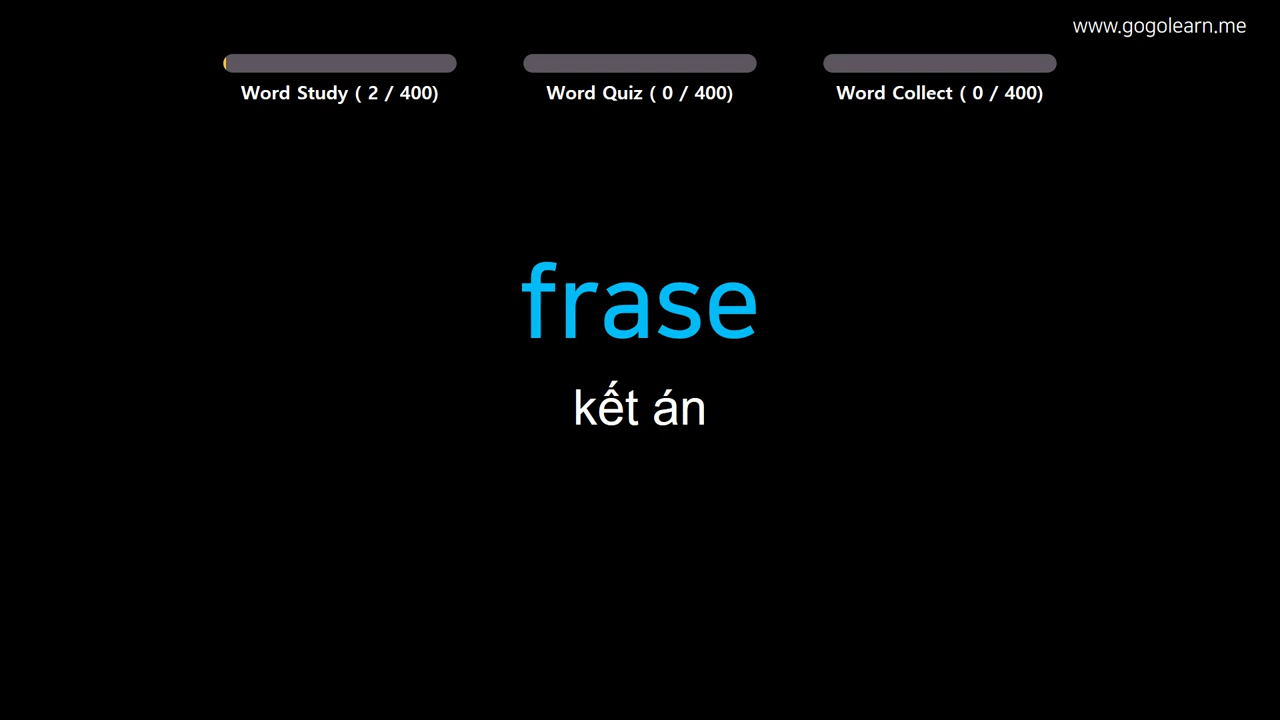 www.gogolearn.me
Word Study ( 2 / 400)
Word Quiz ( 0 / 400)
Word Collect ( 0 / 400)
frase
kết án